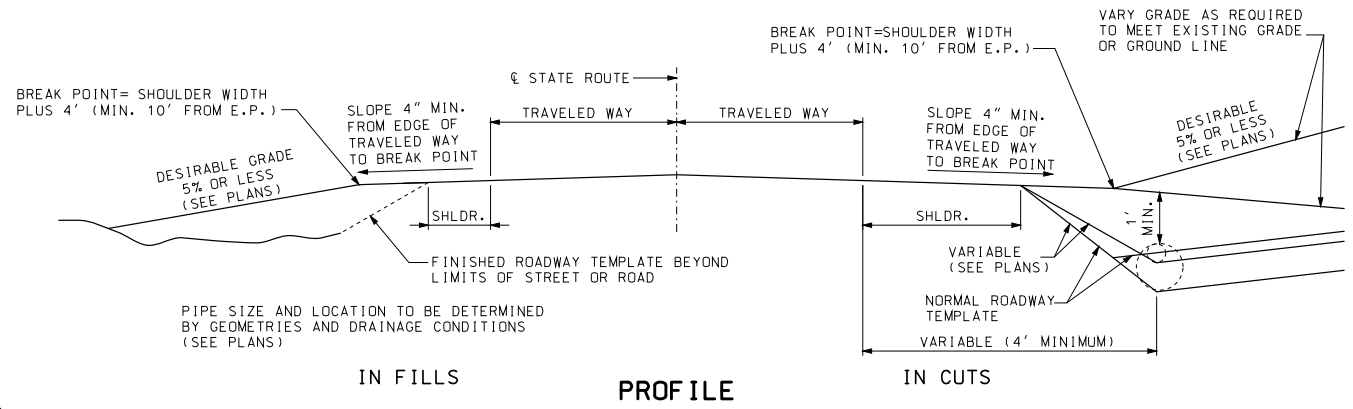 VARY GRADE AS REQUIRED
TO MEET EXISTING GRADE
OR GROUND LINE
BREAK POINT=SHOULDER WIDTH
PLUS 4' (MIN. 10' FROM E.P.)
℄ STATE ROUTE
BREAK POINT= SHOULDER WIDTH
PLUS 4' (MIN. 10' FROM E.P.)
SLOPE 4" MIN.
FROM EDGE OF
TRAVELED WAY
TO BREAK POINT
TRAVELED WAY
TRAVELED WAY
SLOPE 4" MIN.
FROM EDGE OF
TRAVELED WAY
TO BREAK POINT
DESIRABLE
5% OR LESS
(SEE PLANS)
DESIRABLE GRADE
5% OR LESS
(SEE PLANS)
SHLDR.
SHLDR.
1'
MIN.
VARIABLE
(SEE PLANS)
FINISHED ROADWAY TEMPLATE BEYOND
LIMITS OF STREET OR ROAD
NORMAL ROADWAY
TEMPLATE
PIPE SIZE AND LOCATION TO BE DETERMINED
BY GEOMETRIES AND DRAINAGE CONDITIONS
(SEE PLANS)
VARIABLE (4' MINIMUM)
IN FILLS
IN CUTS
PROFILE